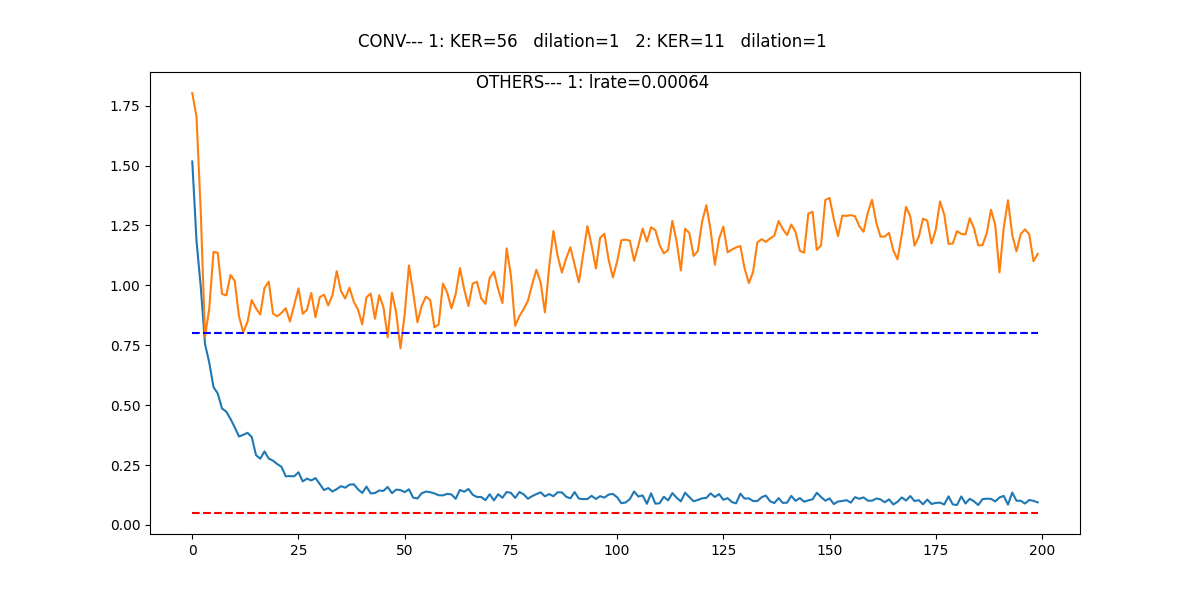 CONV--- 1: KER=56   dilation=1   2: KER=11   dilation=1
OTHERS--- 1: lrate=0.00064
1.75
1.50
1.25
1.00
0.75
0.50
0.25
0.00
0 25 50 75 100 125 150 175 200